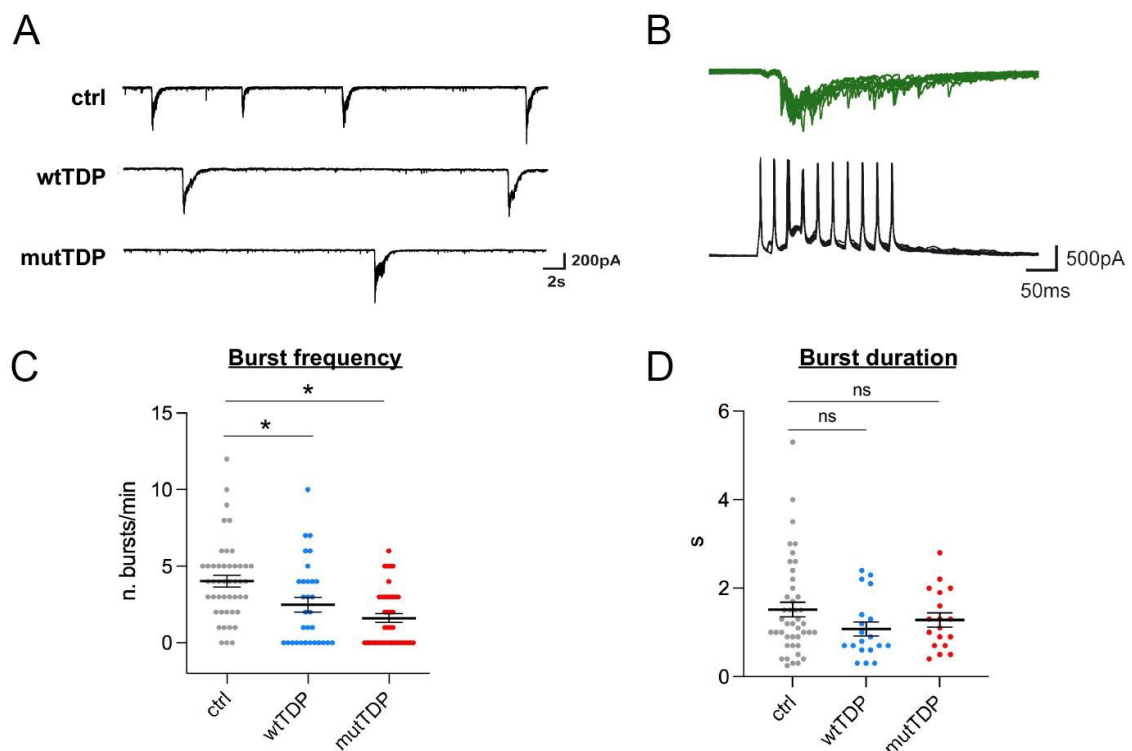 A
ctrl
wtTDP
mutTDP
200pA
2s
B
500pA
50ms
C
Burst frequency
*
*
n. bursts/min
15
10
5
0
ctrl
wtTDP
mutTDP
D
Burst duration
ns
ns
s
6
4
2
0
ctrl
wtTDP
mutTDP